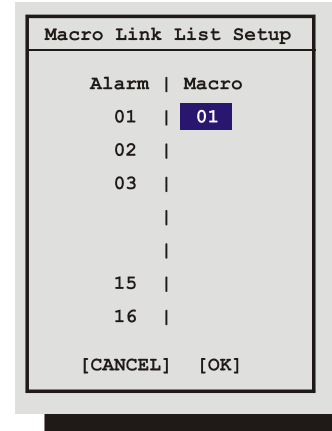 Macro Link List Setup
Alarm | Macro
01 | 01
02 |
03 |
|
|
15 |
16 |
[CANCEL] [OK]